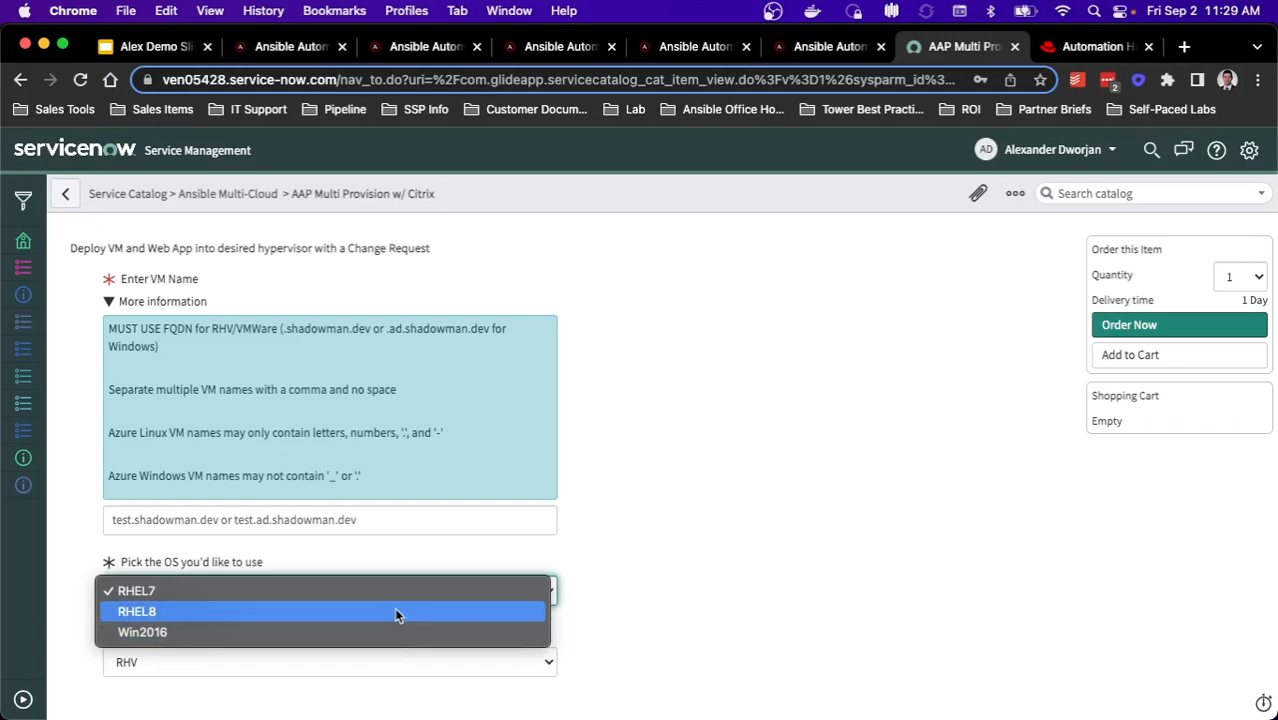 Chrome File Edit View History Bookmarks Profiles Tab Window Help Fri Sep 2 11:29 AM
Alex Demo Sli Ansible Autom Ansible Autom Ansible Autom Ansible Autom Ansible Autom AAP Multi Pro Automation H
ven05428.service-now.com/nav_to.do?uri=%2Fcom.glideapp.servicecatalog_cat_item_view.do%3Fv%3D1%26sysparm_id%3...
2
Sales Tools Sales Items IT Support Pipeline SSP Info Customer Docum... Lab Ansible Office Ho... Tower Best Practi... ROI Partner Briefs Self-Paced Labs
servicenow Service Management AD Alexander Dworjan
Service Catalog > Ansible Multi-Cloud > AAP Multi Provision w/ Citrix Search catalog
Deploy VM and Web App into desired hypervisor with a Change Request
Enter VM Name
More information
MUST USE FQDN for RHV/VMWare (.shadowman.dev or .ad.shadowman.dev for
Windows)
Separate multiple VM names with a comma and no space
Azure Linux VM names may only contain letters, numbers, '.', and '-'
Azure Windows VM names may not contain '_' or '.'
test.shadowman.dev or test.ad.shadowman.dev
Pick the OS you'd like to use
✓ RHEL7
RHEL8
Win2016
RHV
Order this Item
Quantity 1
Delivery time 1 Day
Order Now
Add to Cart
Shopping Cart
Empty